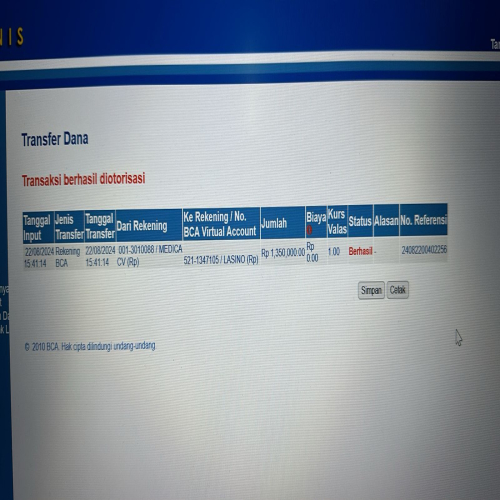 NIS
Transfer Dana
Transaksi berhasil diotorisasi
Tanggal Input Jenis Transfer Tanggal Transfer Dari Rekening Ke Rekening / No. BCA Virtual Account Jumlah Biaya Kurs Valas Status Alasan No. Referensi
22/08/2024 15:41:14 Rekening BCA 22/08/2024 15:41:14 001-3010088 / MEDICA CV (Rp) 521-1347105 / LASINO (Rp) Rp 1,350,000.00 Rp 0.00 1.00 Berhasil - 24082200402256
Simpan Cetak
© 2010 BCA. Hak cipta dilindungi undang-undang.